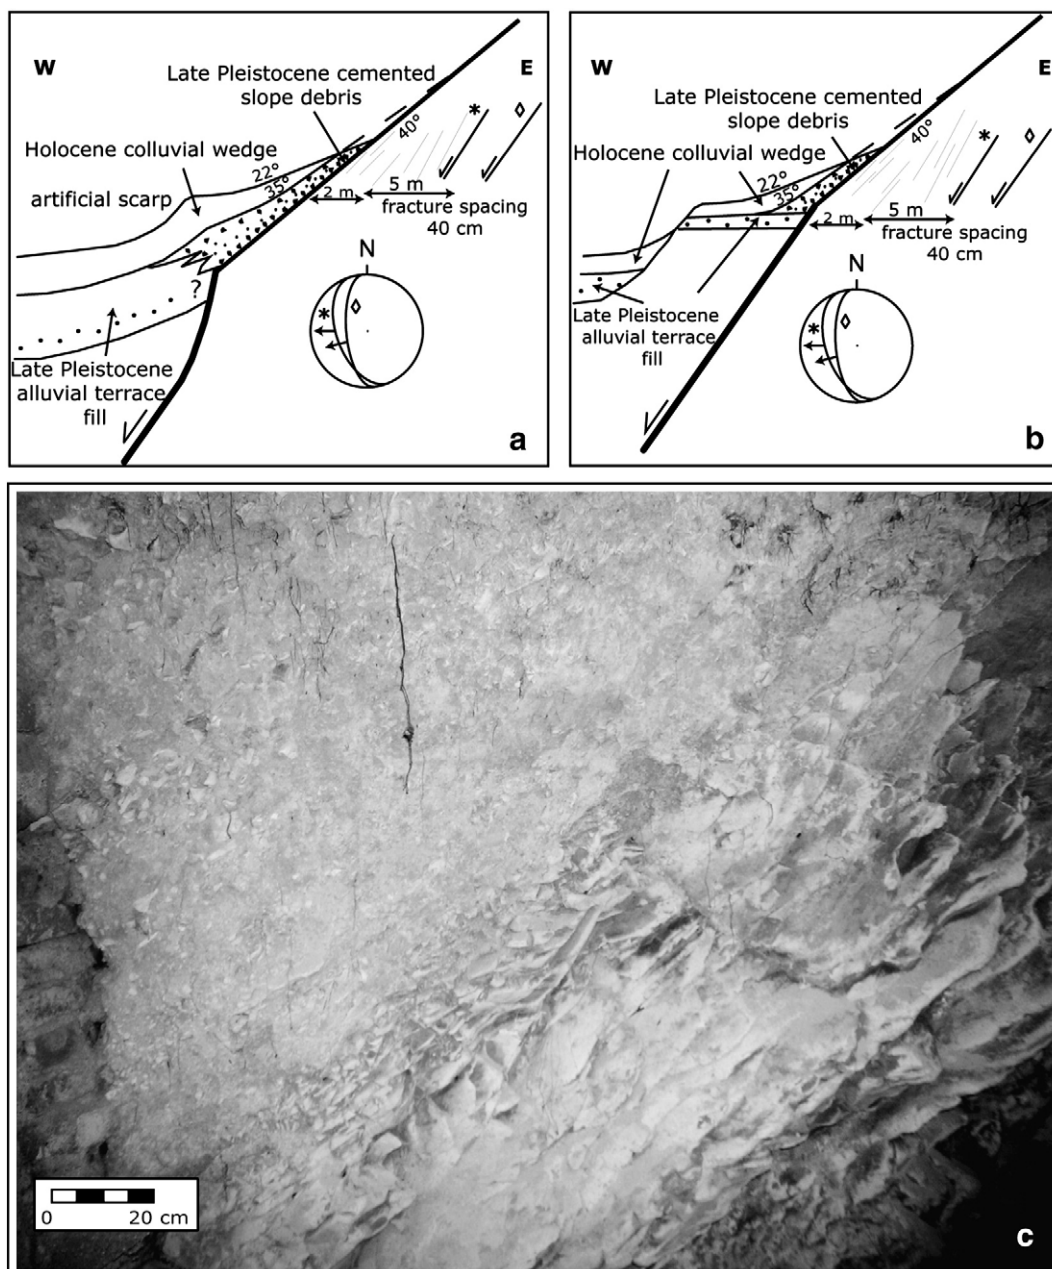 W
E
Late Pleistocene cemented
slope debris
40°
*
◊
Holocene colluvial wedge
22°
35°
artificial scarp
2 m
5 m
fracture spacing
40 cm
N
?
*
◊
Late Pleistocene
alluvial terrace
fill
a
W
E
Late Pleistocene cemented
slope debris
40°
*
◊
Holocene colluvial wedge
22°
35°
2 m
5 m
fracture spacing
40 cm
N
Late Pleistocene
alluvial terrace
fill
*
◊
b
0
20 cm
c